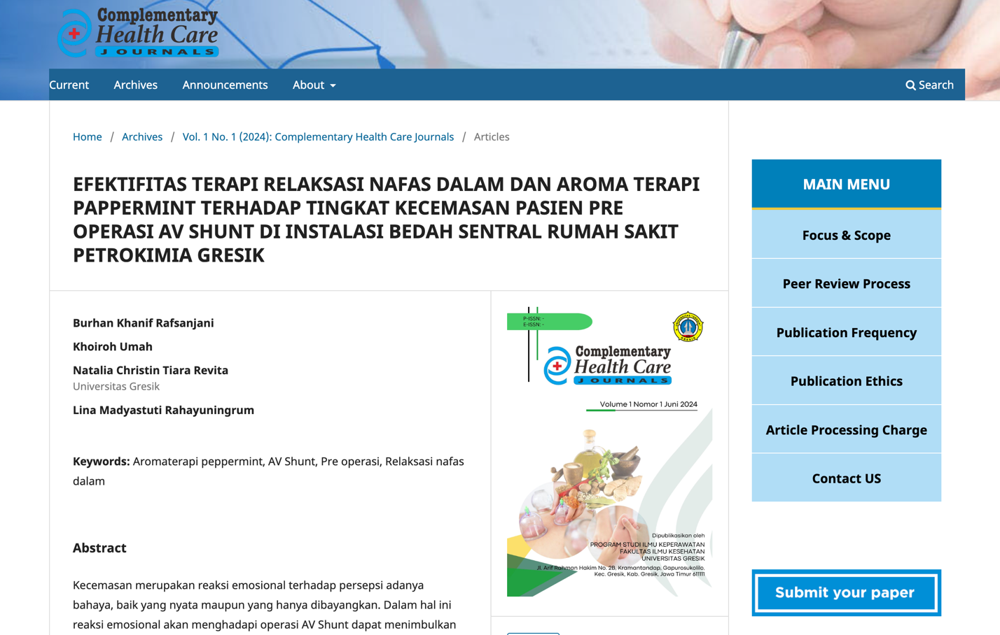 Complementary
Health Care
JOURNALS
Current Archives Announcements About Search
Home / Archives / Vol. 1 No. 1 (2024): Complementary Health Care Journals / Articles
EFEKTIFITAS TERAPI RELAKSASI NAFAS DALAM DAN AROMA TERAPI
PAPPERMINT TERHADAP TINGKAT KECEMASAN PASIEN PRE
OPERASI AV SHUNT DI INSTALASI BEDAH SENTRAL RUMAH SAKIT
PETROKIMIA GRESIK
Burhan Khanif Rafsanjani
Khoiroh Umah
Natalia Christin Tiara Revita
Universitas Gresik
Lina Madyastuti Rahayuningrum
Keywords: Aromaterapi peppermint, AV Shunt, Pre operasi, Relaksasi nafas
dalam
Abstract
Kecemasan merupakan reaksi emosional terhadap persepsi adanya
bahaya, baik yang nyata maupun yang hanya dibayangkan. Dalam hal ini
reaksi emosional akan menghadapi operasi AV Shunt dapat menimbulkan
P-ISSN: -
E-ISSN: -
Complementary
Health Care
JOURNALS
Volume 1 Nomor 1 Juni 2024
Dipublikasikan oleh
PROGRAM STUDI ILMU KEPERAWATAN
FAKULTAS ILMU KESEHATAN
UNIVERSITAS GRESIK
Jl. Arif Rahman Hakim No. 2B, Kramatandap, Gapurosukolilo,
Kec. Gresik, Kab. Gresik, Jawa Timur 61111
MAIN MENU
Focus & Scope
Peer Review Process
Publication Frequency
Publication Ethics
Article Processing Charge
Contact US
Submit your paper